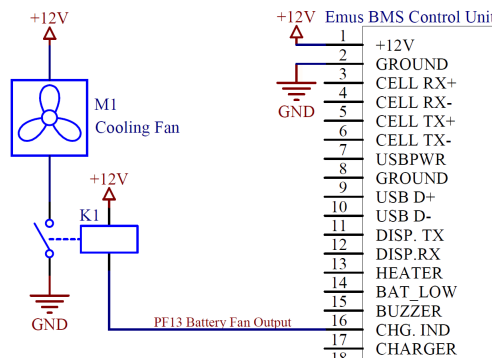 +12V
M1
Cooling Fan
+12V
K1
GND
PF13 Battery Fan Output
+12V
GND
Emus BMS Control Unit
1 +12V
2 GROUND
3 CELL RX+
4 CELL RX-
5 CELL TX+
6 CELL TX-
7 USBPWR
8 GROUND
9 USB D+
10 USB D-
11 DISP. TX
12 DISP.RX
13 HEATER
14 BAT_LOW
15 BUZZER
16 CHG. IND
17 CHARGER
18